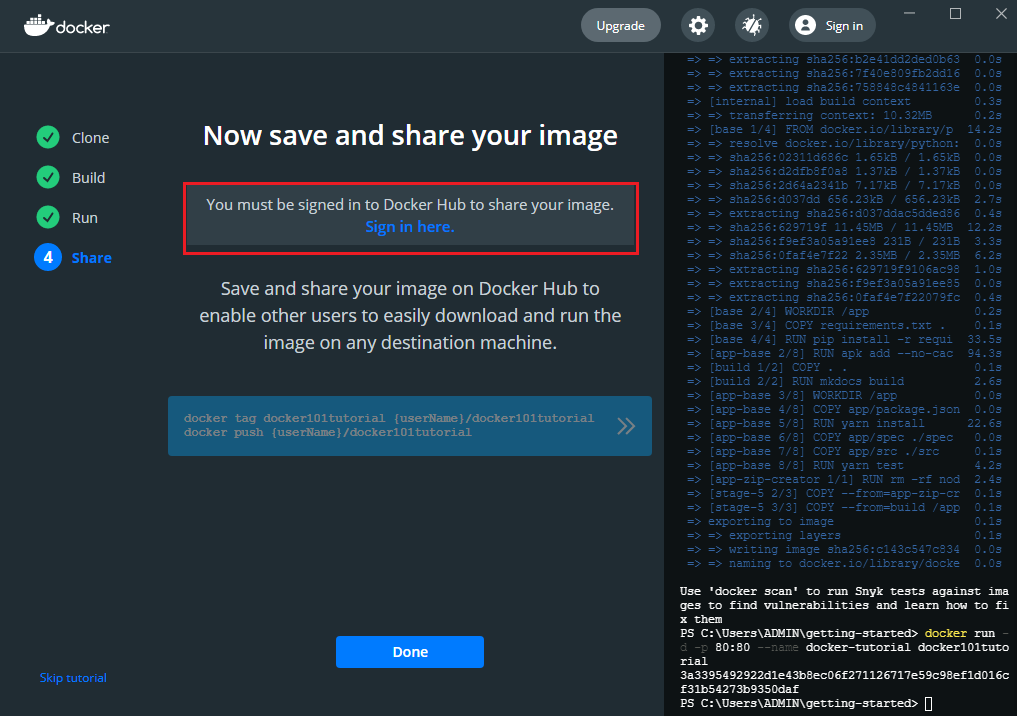 docker
Upgrade
Sign in
Clone
Build
Run
4 Share
Now save and share your image
You must be signed in to Docker Hub to share your image.
Sign in here.
Save and share your image on Docker Hub to
enable other users to easily download and run the
image on any destination machine.
docker tag docker101tutorial {userName}/docker101tutorial
docker push {userName}/docker101tutorial
Done
Skip tutorial
=> => extracting sha256:b2e41dd2ded0b63 0.0s
=> => extracting sha256:7f40e809fb2dd16 0.0s
=> => extracting sha256:758848c4841163e 0.0s
=> [internal] load build context 0.3s
=> => transferring context: 10.32MB 0.2s
=> [base 1/4] FROM docker.io/library/p 14.2s
=> => resolve docker.io/library/python: 0.0s
=> => sha256:02311d686c 1.65kB / 1.65kB 0.0s
=> => sha256:d2dfb8f0a8 1.37kB / 1.37kB 0.0s
=> => sha256:2d64a2341b 7.17kB / 7.17kB 0.0s
=> => sha256:d037dd 656.23kB / 656.23kB 2.7s
=> => extracting sha256:d037ddac5dded86 0.4s
=> => sha256:629719f 11.45MB / 11.45MB 12.2s
=> => sha256:f9ef3a05a91ee8 231B / 231B 3.3s
=> => sha256:0faf4e7f22 2.35MB / 2.35MB 6.2s
=> => extracting sha256:629719f9106ac98 1.0s
=> => extracting sha256:f9ef3a05a91ee85 0.0s
=> => extracting sha256:0faf4e7f22079fc 0.4s
=> [base 2/4] WORKDIR /app 0.2s
=> [base 3/4] COPY requirements.txt . 0.1s
=> [base 4/4] RUN pip install -r requi 33.5s
=> [app-base 2/8] RUN apk add --no-cac 94.3s
=> [build 1/2] COPY . . 0.1s
=> [build 2/2] RUN mkdocs build 2.6s
=> [app-base 3/8] WORKDIR /app 0.0s
=> [app-base 4/8] COPY app/package.json 0.0s
=> [app-base 5/8] RUN yarn install 22.6s
=> [app-base 6/8] COPY app/spec ./spec 0.0s
=> [app-base 7/8] COPY app/src ./src 0.1s
=> [app-base 8/8] RUN yarn test 4.2s
=> [app-zip-creator 1/1] RUN rm -rf nod 2.4s
=> [stage-5 2/3] COPY --from=app-zip-cr 0.1s
=> [stage-5 3/3] COPY --from=build /app 0.1s
=> exporting to image 0.1s
=> => exporting layers 0.1s
=> => writing image sha256:c143c547c834 0.0s
=> => naming to docker.io/library/docke 0.0s
Use 'docker scan' to run Snyk tests against ima
ges to find vulnerabilities and learn how to fi
x them
PS C:\Users\ADMIN\getting-started> docker run -
d -p 80:80 --name docker-tutorial docker101tuto
rial
3a3395492922d1e43b8ec06f271126717e59c98ef1d016c
f31b54273b9350daf
PS C:\Users\ADMIN\getting-started>